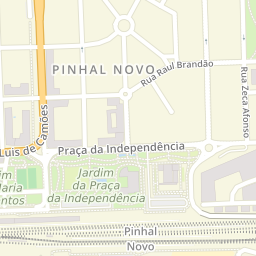 PINHAL NOVO
Rua Raul Brandão
Rua Zeca Afonso
Luis de Camões
Praça da Independência
Jardim
da Praça
da Independência
Pinhal
Novo